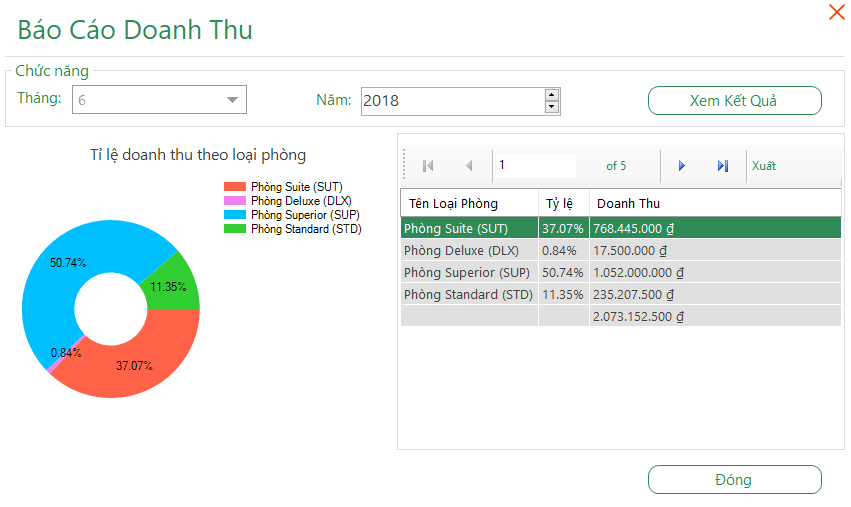 Báo Cáo Doanh Thu
Chức năng
Tháng: 6 Năm: 2018 Xem Kết Quả
Tỉ lệ doanh thu theo loại phòng
Phòng Suite (SUT)
Phòng Deluxe (DLX)
Phòng Superior (SUP)
Phòng Standard (STD)
50.74%
11.35%
0.84%
37.07%
1 of 5 Xuất
Tên Loại Phòng Tỷ lệ Doanh Thu
Phòng Suite (SUT) 37.07% 768.445.000 ₫
Phòng Deluxe (DLX) 0.84% 17.500.000 ₫
Phòng Superior (SUP) 50.74% 1.052.000.000 ₫
Phòng Standard (STD) 11.35% 235.207.500 ₫
2.073.152.500 ₫
Đóng